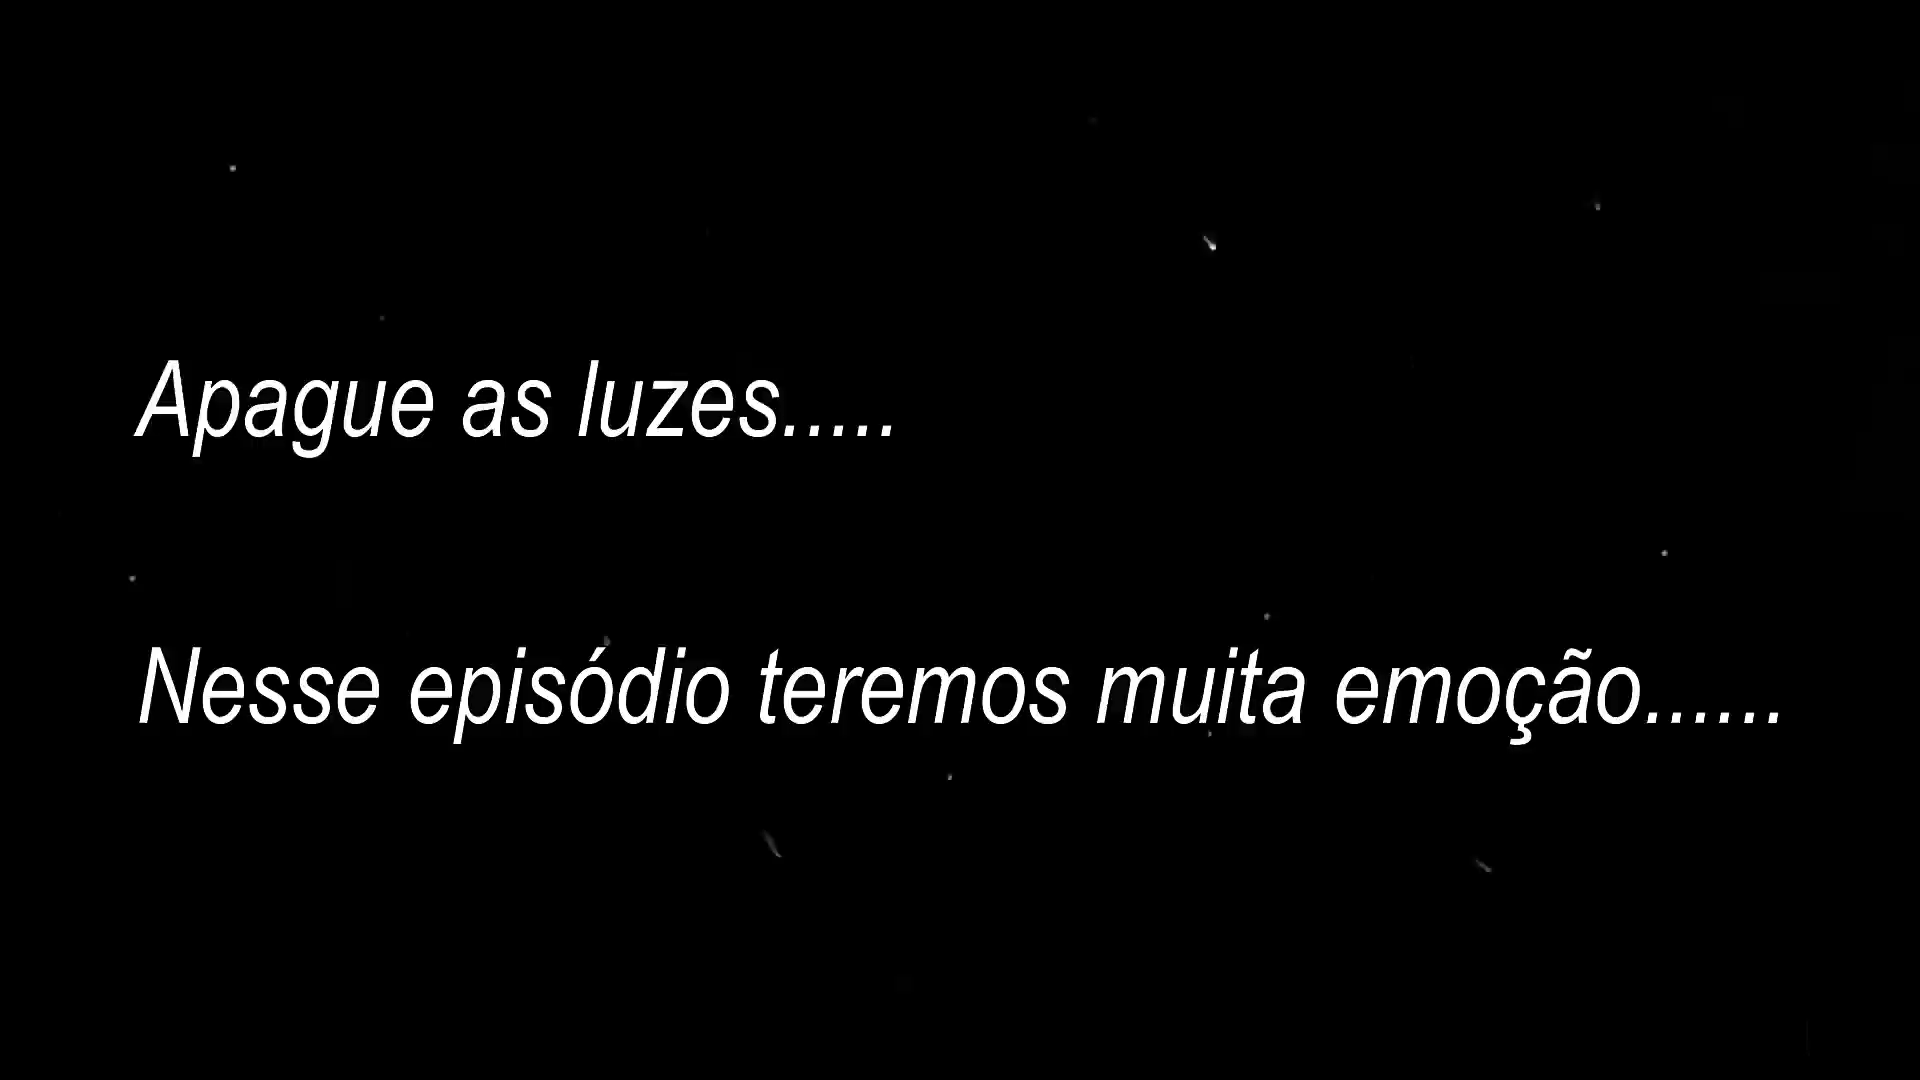 Apague as luzes.....
Nesse episódio teremos muita emoção......